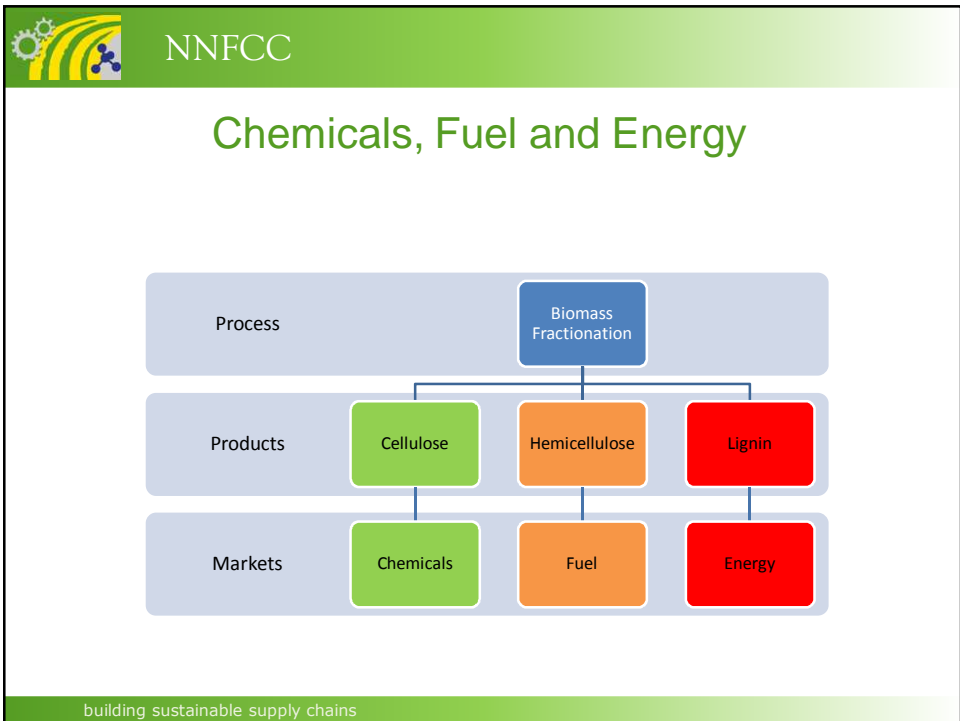 NNFCC
Chemicals, Fuel and Energy
Process
Biomass
Fractionation
Products
Cellulose
Hemicellulose
Lignin
Markets
Chemicals
Fuel
Energy
building sustainable supply chains